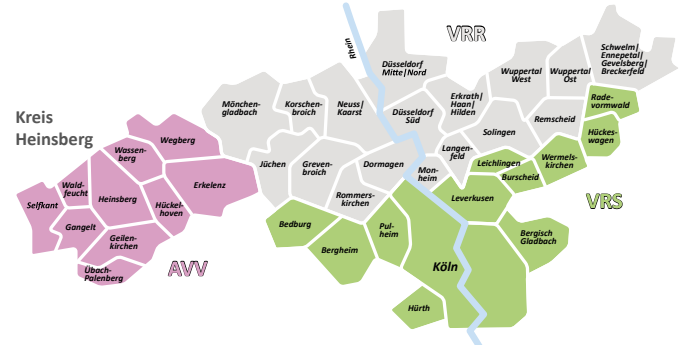 VRR
Rhein
Düsseldorf
Mitte|Nord
Schwelm|
Ennepetal|
Gevelsberg|
Breckerfeld
Wuppertal
West
Wuppertal
Ost
Mönchen-
gladbach
Korschen-
broich
Neuss|
Kaarst
Düsseldorf
Süd
Erkrath|
Haan|
Hilden
Rade-
vormwald
Kreis
Heinsberg
Wegberg
Wassen-
berg
Solingen
Remscheid
Hückes-
wagen
Langen-
feld
Jüchen
Greven-
broich
Dormagen
Mon-
heim
Leichlingen
Wermels-
kirchen
Burscheid
Selfkant
Wald-
feucht
Heinsberg
Erkelenz
Hückel-
hoven
Rommers-
kirchen
Leverkusen
VRS
Gangelt
Geilen-
kirchen
Bedburg
Pul-
heim
Bergisch
Gladbach
Bergheim
Übach-
Palenberg
AVV
Köln
Hürth